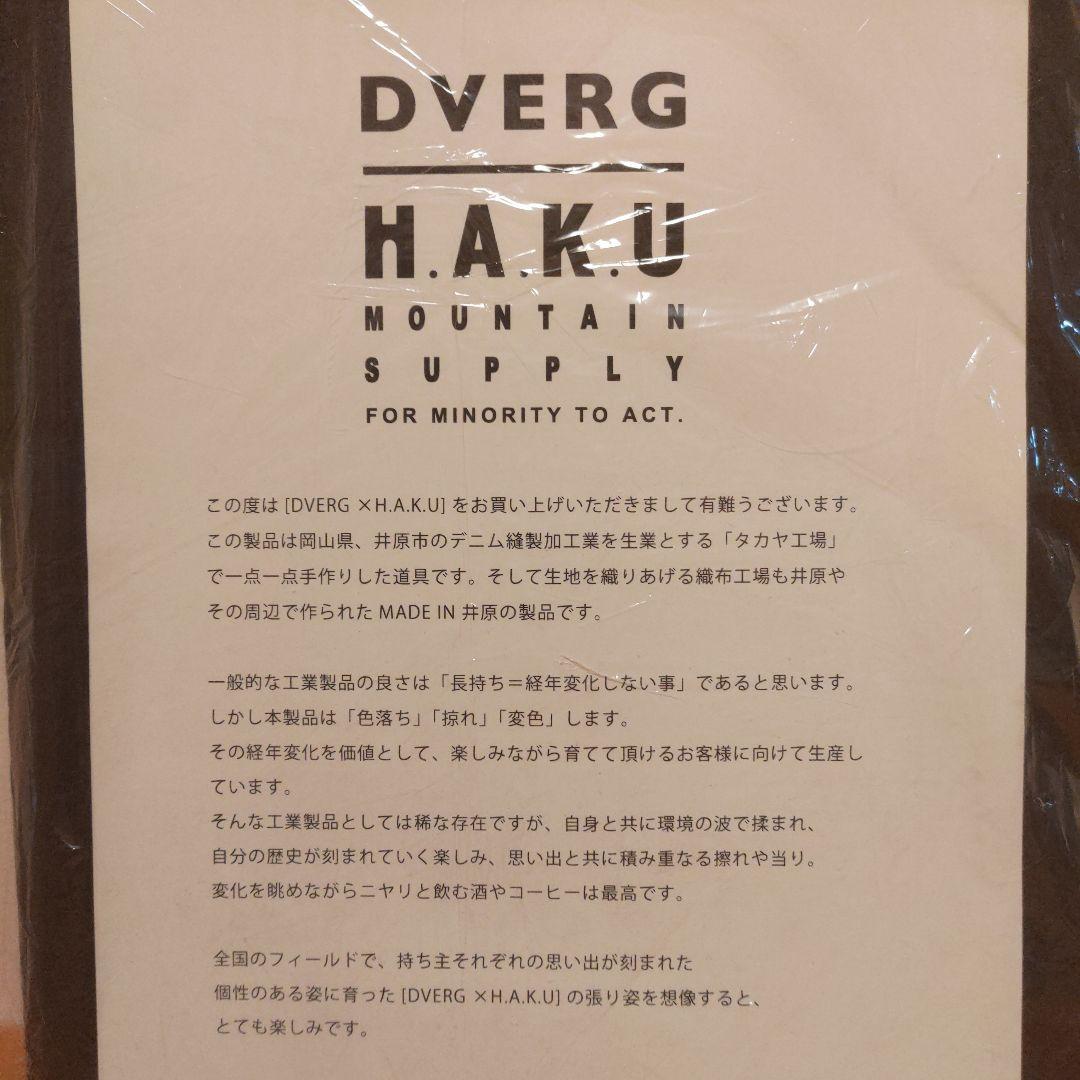 DVERG
H.A.K.U
MOUNTAIN
SUPPLY
FOR MINORITY TO ACT.
この度は [DVERG ×H.A.K.U] をお買い上げいただきまして有難うございます。
この製品は岡山県、井原市のデニム縫製加工業を生業とする「タカヤ工場」
で一点一点手作りした道具です。そして生地を織りあげる織布工場も井原や
その周辺で作られた MADE IN 井原の製品です。
一般的な工業製品の良さは「長持ち＝経年変化しない事」であると思います。
しかし本製品は「色落ち」「掠れ」「変色」します。
その経年変化を価値として、楽しみながら育てて頂けるお客様に向けて生産し
ています。
そんな工業製品としては稀な存在ですが、自身と共に環境の波で揉まれ、
自分の歴史が刻まれていく楽しみ、思い出と共に積み重なる擦れや当り。
変化を眺めながらニヤリと飲む酒やコーヒーは最高です。
全国のフィールドで、持ち主それぞれの思い出が刻まれた
個性のある姿に育った [DVERG ×H.A.K.U] の張り姿を想像すると、
とても楽しみです。